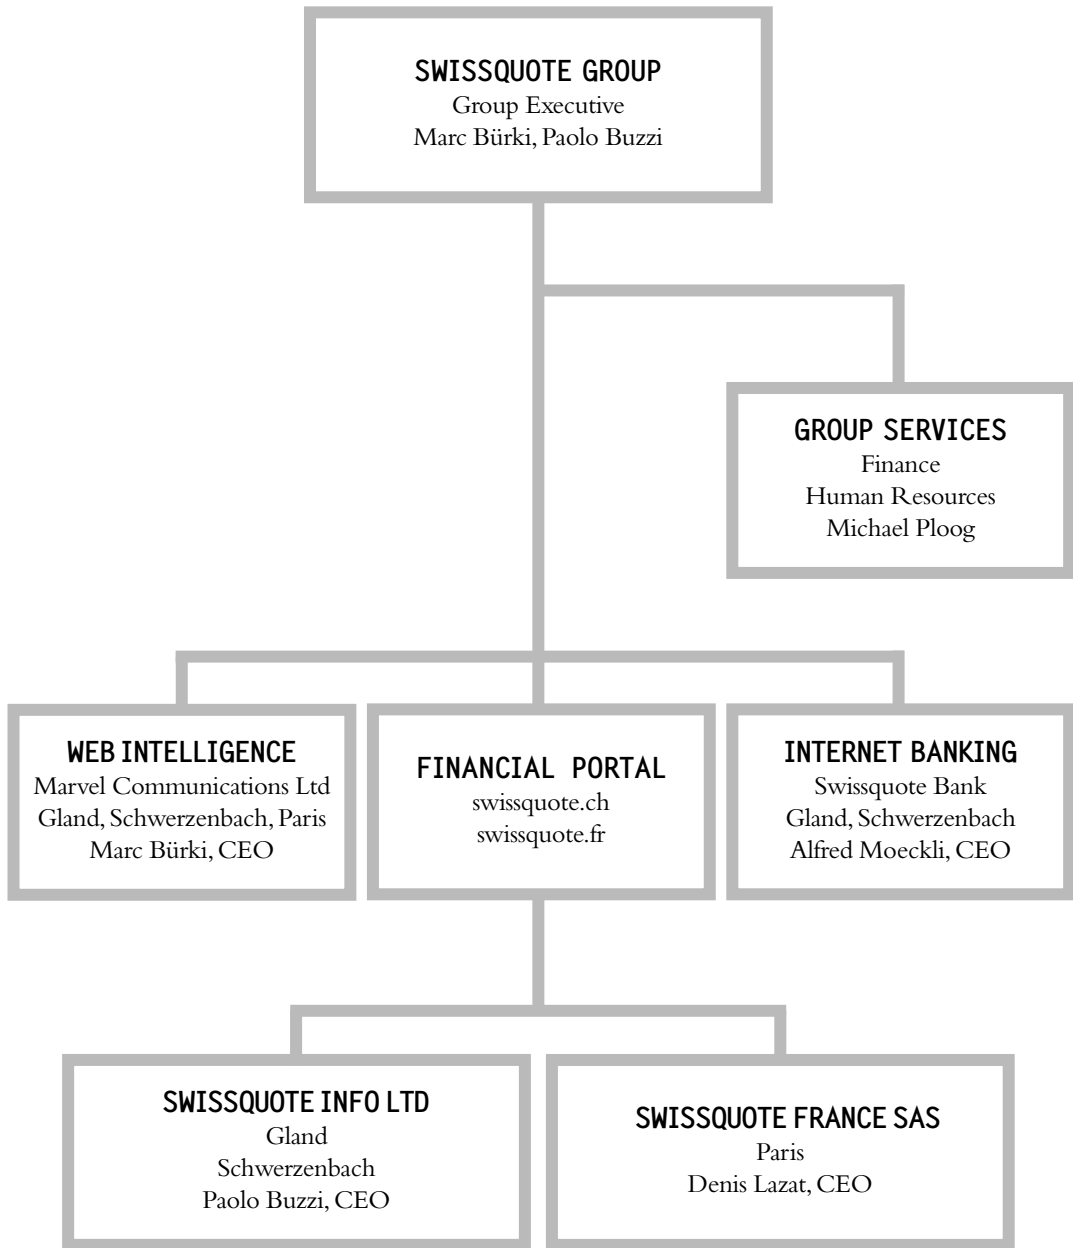 SWISSQUOTE GROUP
Group Executive
Marc Bürki, Paolo Buzzi
GROUP SERVICES
Finance
Human Resources
Michael Ploog
WEB INTELLIGENCE
Marvel Communications Ltd
Gland, Schwerzenbach, Paris
Marc Bürki, CEO
FINANCIAL PORTAL
swissquote.ch
swissquote.fr
INTERNET BANKING
Swissquote Bank
Gland, Schwerzenbach
Alfred Moeckli, CEO
SWISSQUOTE INFO LTD
Gland
Schwerzenbach
Paolo Buzzi, CEO
SWISSQUOTE FRANCE SAS
Paris
Denis Lazat, CEO